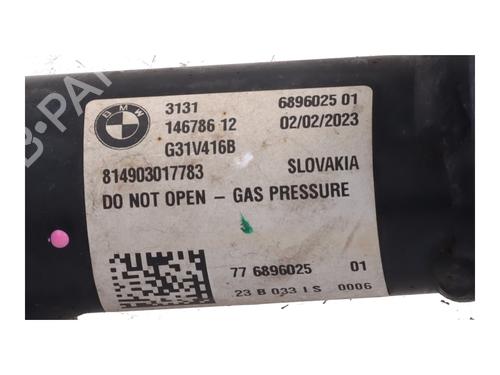 BMW
3131 6896025 01
146786 12 02/02/2023
G31V416B
814903017783 SLOVAKIA
DO NOT OPEN - GAS PRESSURE
77 6896025 01
23 B 033 I S 0006